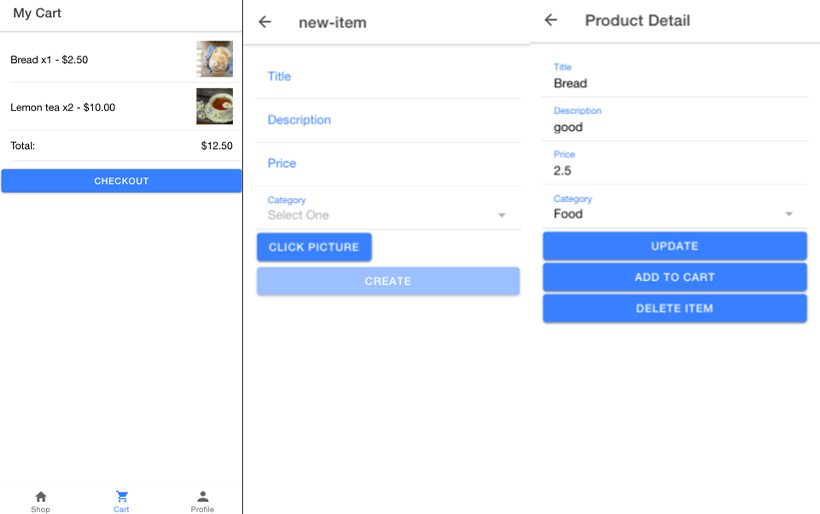 My Cart
Bread x1 - $2.50
Lemon tea x2 - $10.00
Total: $12.50
CHECKOUT
Shop Cart Profile
new-item
Title
Description
Price
Category
Select One
CLICK PICTURE
CREATE
Product Detail
Title
Bread
Description
good
Price
2.5
Category
Food
UPDATE
ADD TO CART
DELETE ITEM